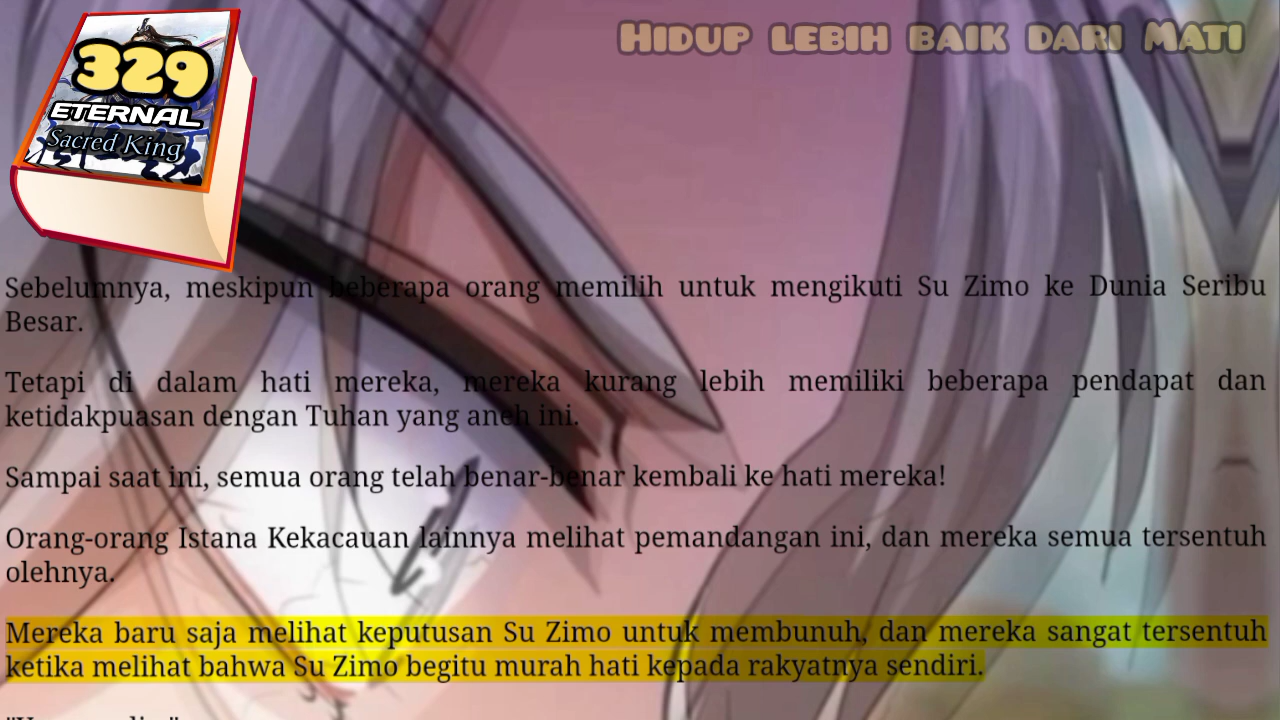 Hidup lebih baik dari Mati
329
ETERNAL
Sacred King
Sebelumnya, meskipun beberapa orang memilih untuk mengikuti Su Zimo ke Dunia Seribu
Besar.
Tetapi di dalam hati mereka, mereka kurang lebih memiliki beberapa pendapat dan
ketidakpuasan dengan Tuhan yang aneh ini.
Sampai saat ini, semua orang telah benar-benar kembali ke hati mereka!
Orang-orang Istana Kekacauan lainnya melihat pemandangan ini, dan mereka semua tersentuh
olehnya.
Mereka baru saja melihat keputusan Su Zimo untuk membunuh, dan mereka sangat tersentuh
ketika melihat bahwa Su Zimo begitu murah hati kepada rakyatnya sendiri.